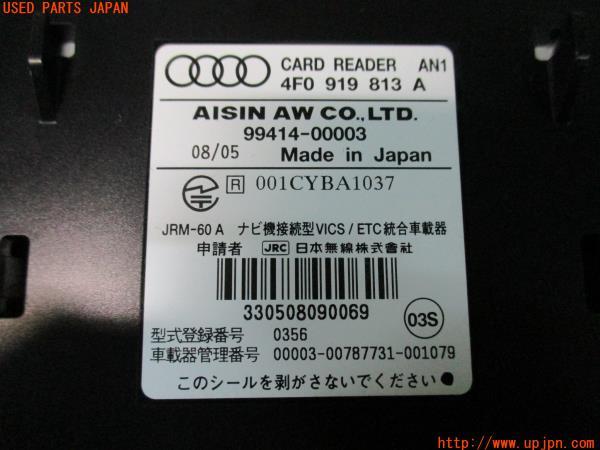 USED PARTS JAPAN
CARD READER AN1
4F0 919 813 A
AISIN AW CO.,LTD.
99414-00003
08/05 Made in Japan
R 001CYBA1037
JRM-60 A ナビ機接続型VICS/ETC統合車載器
申請者 JRC 日本無線株式会社
330508090069
03S
型式登録番号 0356
車載器管理番号 00003-00787731-001079
このシールを剥がさないでください
http://www.upjpn.com/